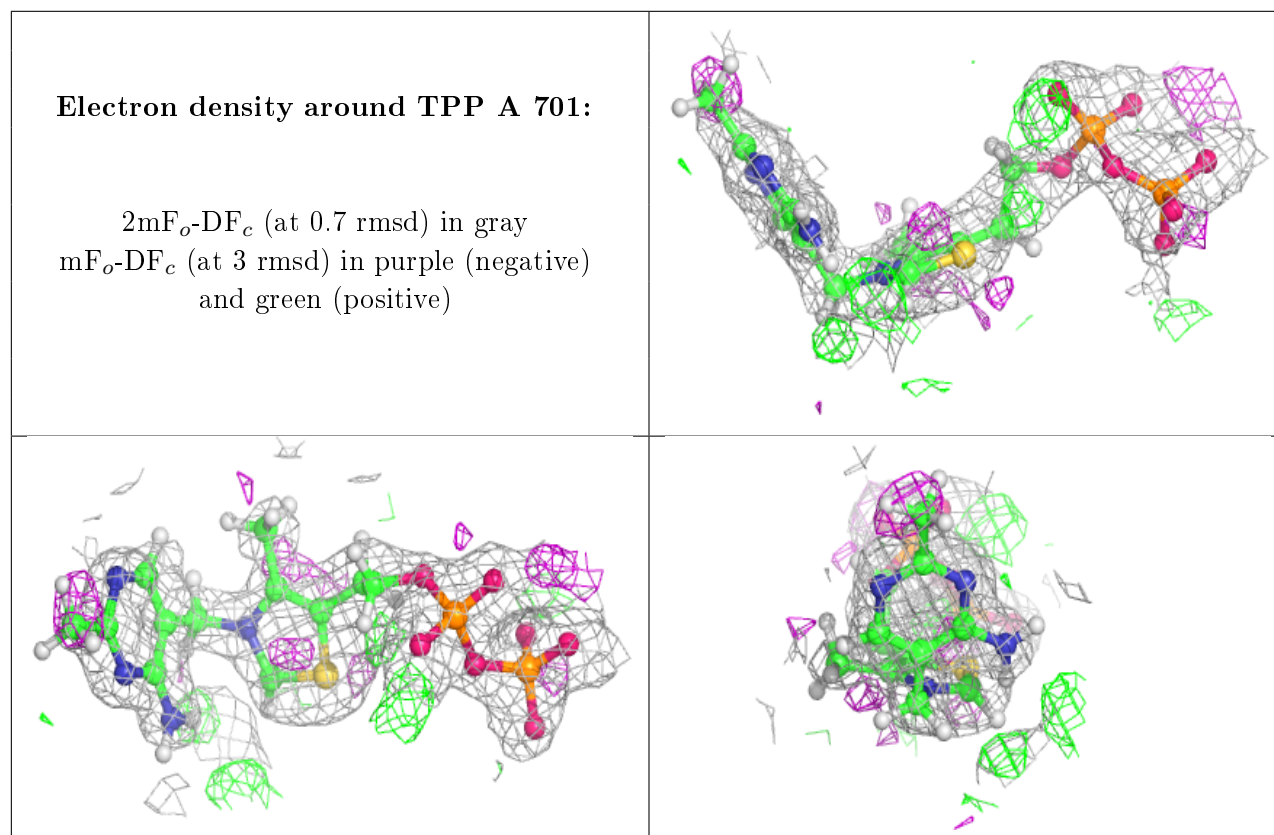 Electron density around TPP A 701:
2mFo-DFc (at 0.7 rmsd) in gray
mFo-DFc (at 3 rmsd) in purple (negative)
and green (positive)